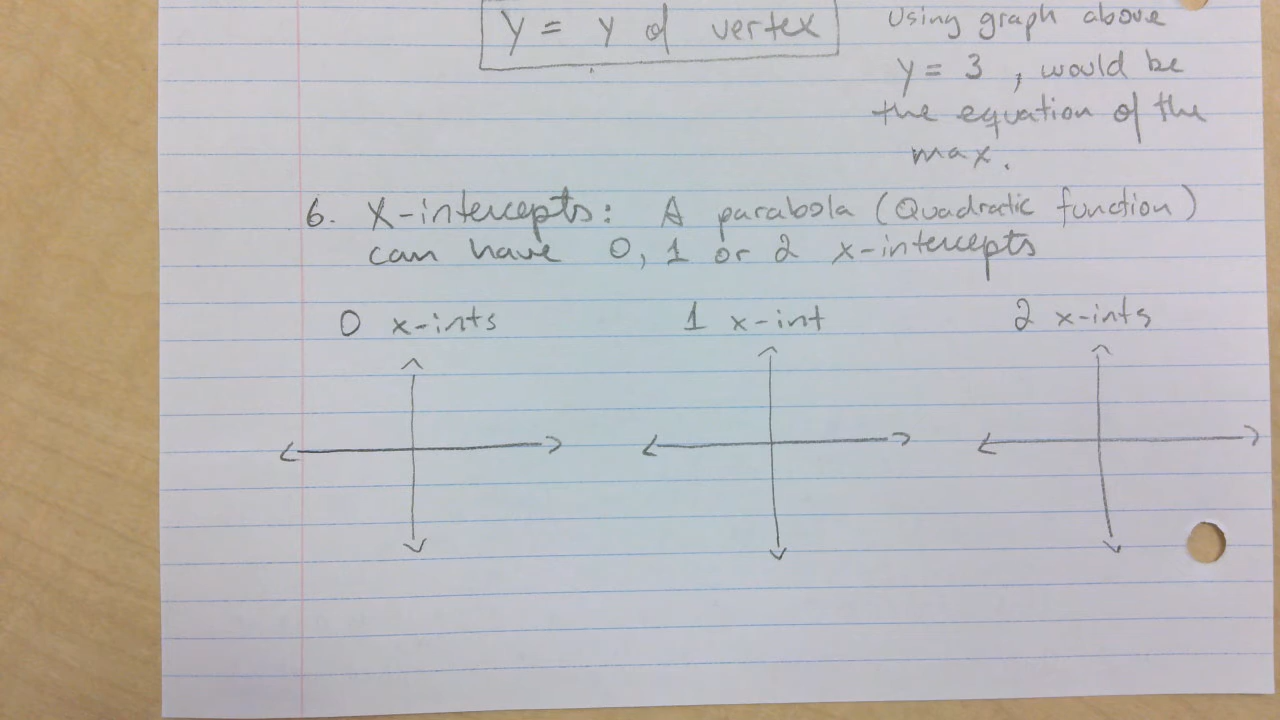 y = y of vertex
Using graph above
y = 3 , would be
the equation of the
max.
6. X-intercepts: A parabola (Quadratic function)
can have 0, 1 or 2 x-intercepts
0 x-ints 1 x-int 2 x-ints